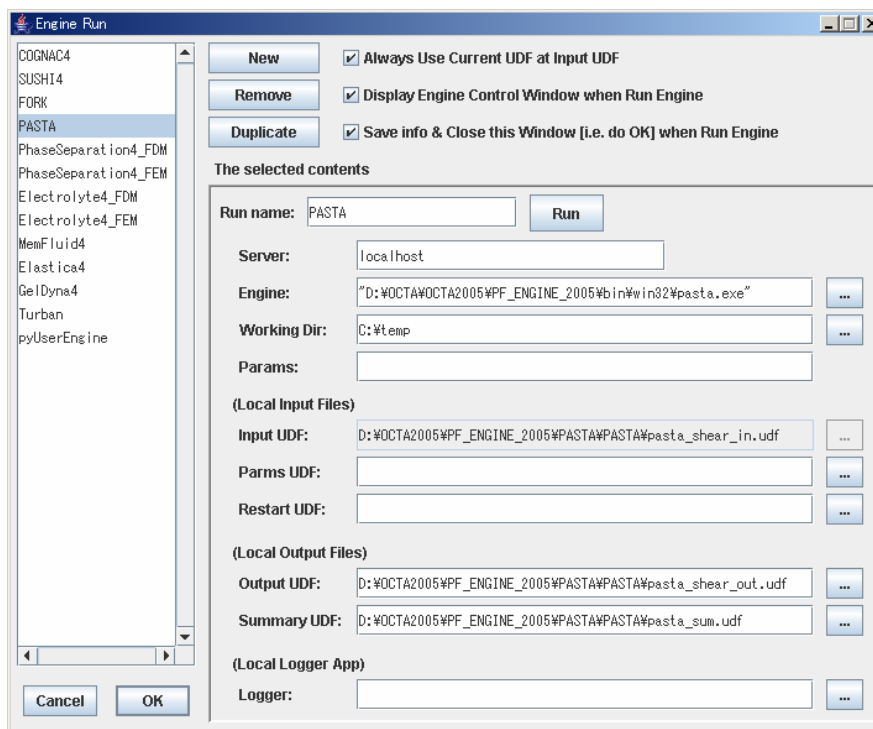 Engine Run
COGNAC4
SUSHI4
FORK
PASTA
PhaseSeparation4_FDM
PhaseSeparation4_FEM
Electrolyte4_FDM
Electrolyte4_FEM
MemFluid4
Elastica4
GelDyna4
Turban
pyUserEngine
Cancel
OK
New
Always Use Current UDF at Input UDF
Remove
Display Engine Control Window when Run Engine
Duplicate
Save info & Close this Window [i.e. do OK] when Run Engine
The selected contents
Run name: PASTA Run
Server: localhost
Engine: "D:¥OCTA¥OCTA2005¥PF_ENGINE_2005¥bin¥win32¥pasta.exe" ...
Working Dir: C:¥temp ...
Params:
(Local Input Files)
Input UDF: D:¥OCTA2005¥PF_ENGINE_2005¥PASTA¥PASTA¥pasta_shear_in.udf ...
Parms UDF: ...
Restart UDF: ...
(Local Output Files)
Output UDF: D:¥OCTA2005¥PF_ENGINE_2005¥PASTA¥PASTA¥pasta_shear_out.udf ...
Summary UDF: D:¥OCTA2005¥PF_ENGINE_2005¥PASTA¥PASTA¥pasta_sum.udf ...
(Local Logger App)
Logger: ...